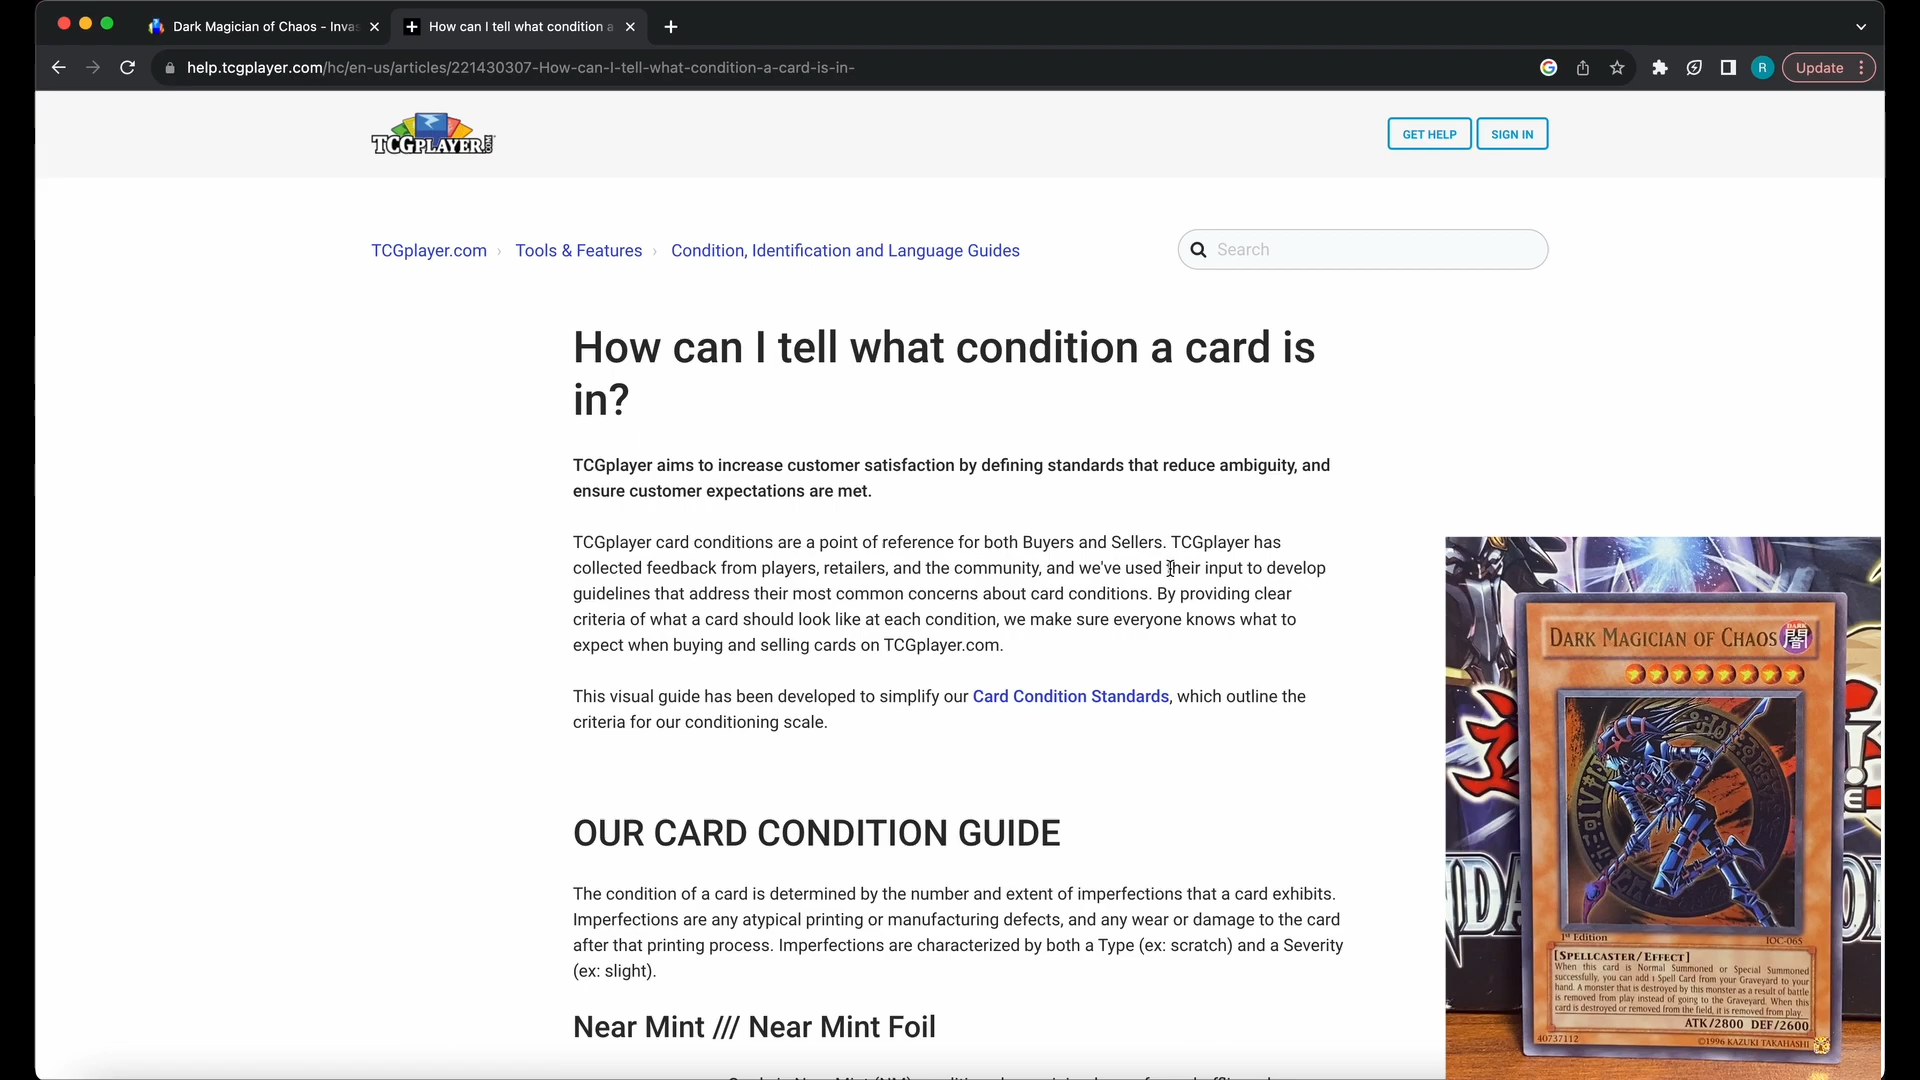 Dark Magician of Chaos - Invas
How can I tell what condition a
help.tcgplayer.com/hc/en-us/articles/221430307-How-can-I-tell-what-condition-a-card-is-in-
R
Update
TCGPLAYER.COM
GET HELP
SIGN IN
TCGplayer.com › Tools & Features › Condition, Identification and Language Guides
Search
How can I tell what condition a card is
in?
TCGplayer aims to increase customer satisfaction by defining standards that reduce ambiguity, and
ensure customer expectations are met.
TCGplayer card conditions are a point of reference for both Buyers and Sellers. TCGplayer has
collected feedback from players, retailers, and the community, and we've used their input to develop
guidelines that address their most common concerns about card conditions. By providing clear
criteria of what a card should look like at each condition, we make sure everyone knows what to
expect when buying and selling cards on TCGplayer.com.
This visual guide has been developed to simplify our Card Condition Standards, which outline the
criteria for our conditioning scale.
OUR CARD CONDITION GUIDE
The condition of a card is determined by the number and extent of imperfections that a card exhibits.
Imperfections are any atypical printing or manufacturing defects, and any wear or damage to the card
after that printing process. Imperfections are characterized by both a Type (ex: scratch) and a Severity
(ex: slight).
Near Mint /// Near Mint Foil
DARK MAGICIAN OF CHAOS
DARK
闇
1st Edition
IOC-065
[SPELLCASTER/EFFECT]
When this card is Normal Summoned or Special Summoned
successfully, you can add 1 Spell Card from your Graveyard to your
hand. A monster that is destroyed by this monster as a result of battle
is removed from play instead of going to the Graveyard. When this
card is destroyed or removed from the field, it is removed from play.
ATK/2800 DEF/2600
40737112
©1996 KAZUKI TAKAHASHI